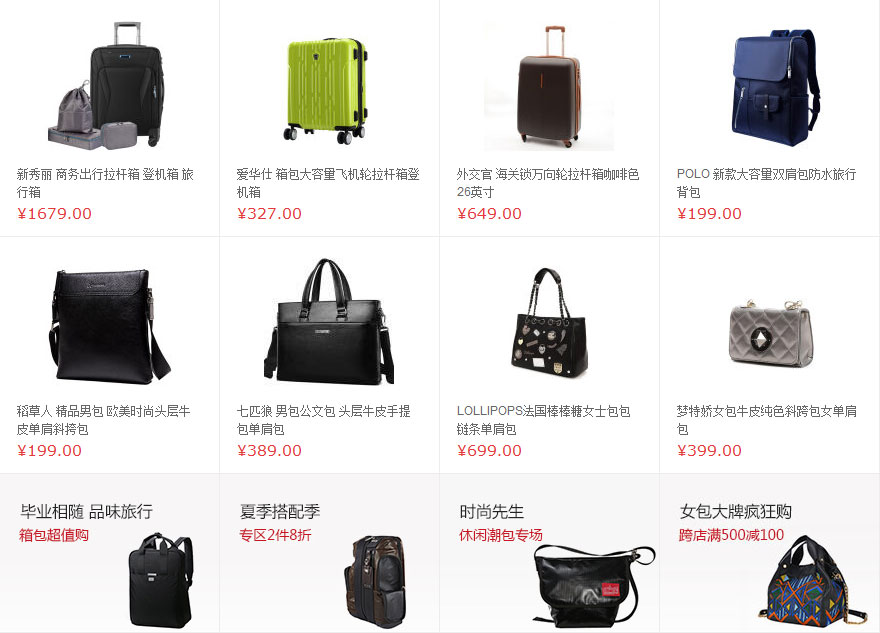 新秀丽 商务出行拉杆箱 登机箱 旅
行箱
¥1679.00
爱华仕 箱包大容量飞机轮拉杆箱登
机箱
¥327.00
外交官 海关锁万向轮拉杆箱咖啡色
26英寸
¥649.00
POLO 新款大容量双肩包防水旅行
背包
¥199.00
稻草人 精品男包 欧美时尚头层牛
皮单肩斜挎包
¥199.00
七匹狼 男包公文包 头层牛皮手提
包单肩包
¥389.00
LOLLIPOPS法国棒棒糖女士包包
链条单肩包
¥699.00
梦特娇女包牛皮纯色斜跨包女单肩
包
¥399.00
毕业相随 品味旅行
箱包超值购
夏季搭配季
专区2件8折
时尚先生
休闲潮包专场
女包大牌疯狂购
跨店满500减100